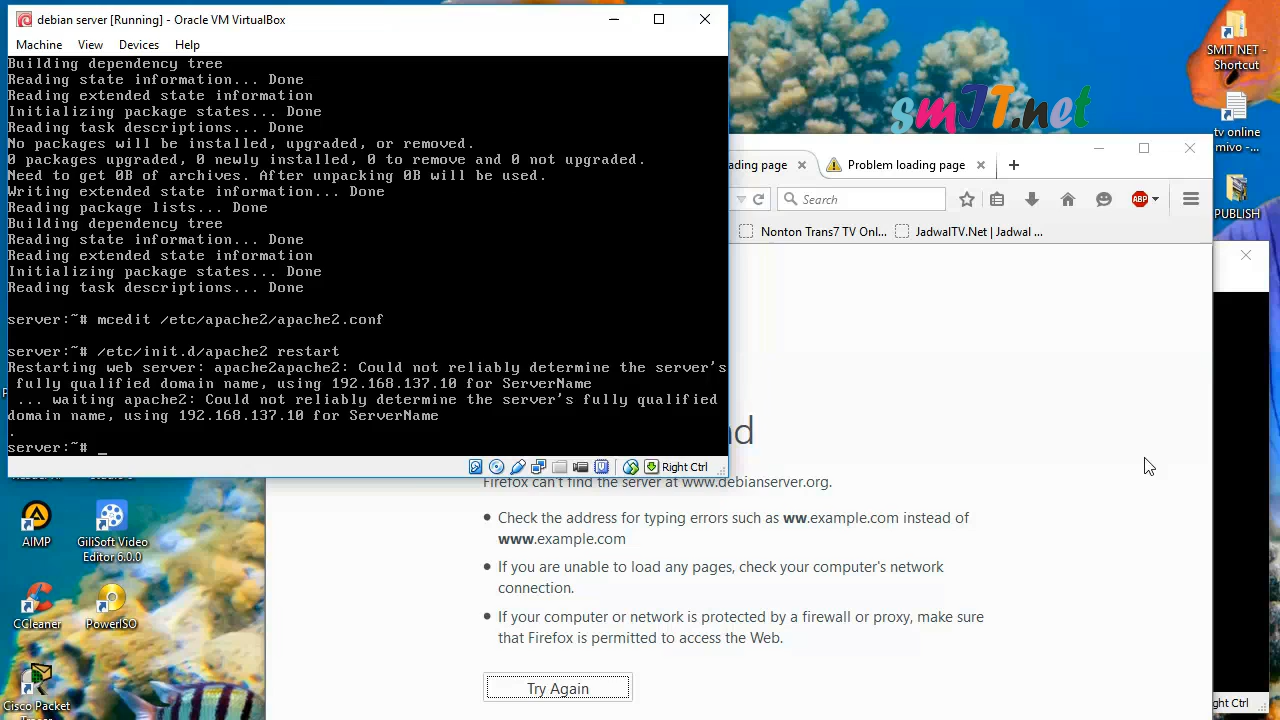 debian server [Running] - Oracle VM VirtualBox
Machine View Devices Help
Building dependency tree
Reading state information... Done
Reading extended state information
Initializing package states... Done
Reading task descriptions... Done
No packages will be installed, upgraded, or removed.
0 packages upgraded, 0 newly installed, 0 to remove and 0 not upgraded.
Need to get 0B of archives. After unpacking 0B will be used.
Writing extended state information... Done
Reading package lists... Done
Building dependency tree
Reading state information... Done
Reading extended state information
Initializing package states... Done
Reading task descriptions... Done
server:~# mcedit /etc/apache2/apache2.conf
server:~# /etc/init.d/apache2 restart
Restarting web server: apache2apache2: Could not reliably determine the server's
fully qualified domain name, using 192.168.137.10 for ServerName
... waiting apache2: Could not reliably determine the server's fully qualified
domain name, using 192.168.137.10 for ServerName
.
server:~# _
Right Ctrl
smIT.net
SMIT NET -
Shortcut
tv online
mivo -...
PUBLISH
ading page
Problem loading page
Search
ABP
Nonton Trans7 TV Onl...
JadwalTV.Net | Jadwal ...
nd
Firefox can't find the server at www.debianserver.org.
Check the address for typing errors such as ww.example.com instead of
www.example.com
If you are unable to load any pages, check your computer's network
connection.
If your computer or network is protected by a firewall or proxy, make sure
that Firefox is permitted to access the Web.
Try Again
ght Ctrl
AIMP
GiliSoft Video
Editor 6.0.0
CCleaner
PowerISO
Cisco Packet